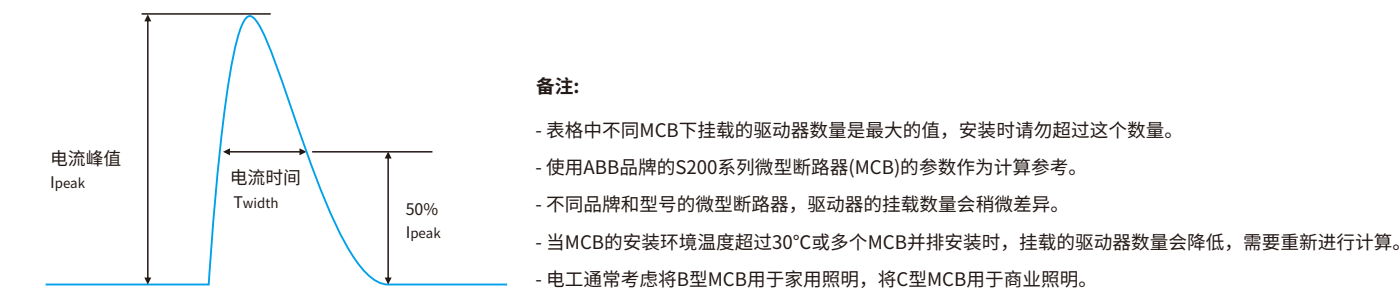 电流峰值
Ipeak
电流时间
Twidth
50%
Ipeak
备注:
- 表格中不同MCB下挂载的驱动器数量是最大的值，安装时请勿超过这个数量。
- 使用ABB品牌的S200系列微型断路器(MCB)的参数作为计算参考。
- 不同品牌和型号的微型断路器，驱动器的挂载数量会稍微差异。
- 当MCB的安装环境温度超过30°C或多个MCB并排安装时，挂载的驱动器数量会降低，需要重新进行计算。
- 电工通常考虑将B型MCB用于家用照明，将C型MCB用于商业照明。